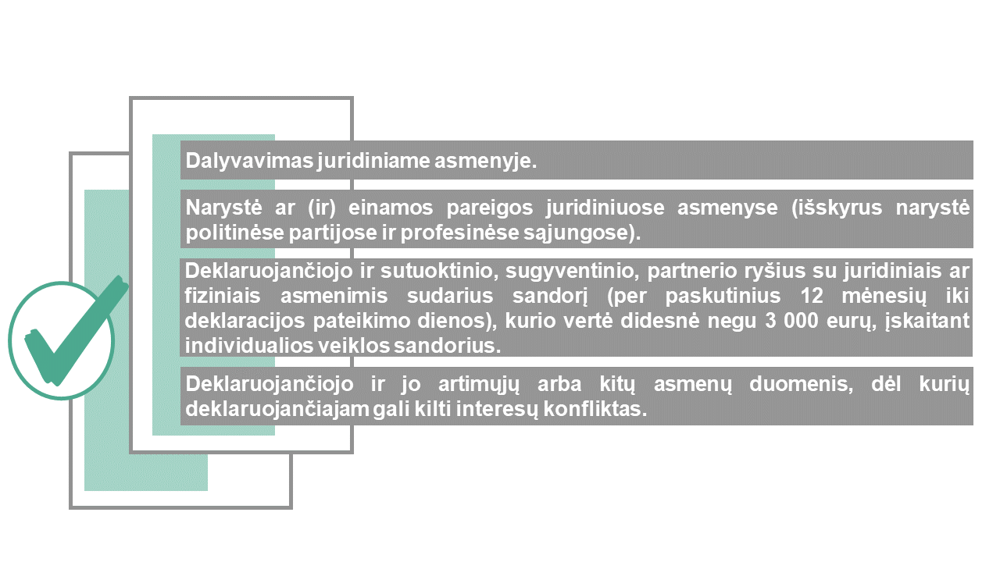 Dalyvavimas juridiniame asmenyje.
Narystė ar (ir) einamos pareigos juridiniuose asmenyse (išskyrus narystė
politinėse partijose ir profesinėse sąjungose).
Deklaruojančiojo ir sutuoktinio, sugyventinio, partnerio ryšius su juridiniais ar
fiziniais asmenimis sudarius sandorį (per paskutinius 12 mėnesių iki
deklaracijos pateikimo dienos), kurio vertė didesnė negu 3 000 eurų, įskaitant
individualios veiklos sandorius.
Deklaruojančiojo ir jo artimųjų arba kitų asmenų duomenis, dėl kurių
deklaruojančiajam gali kilti interesų konfliktas.